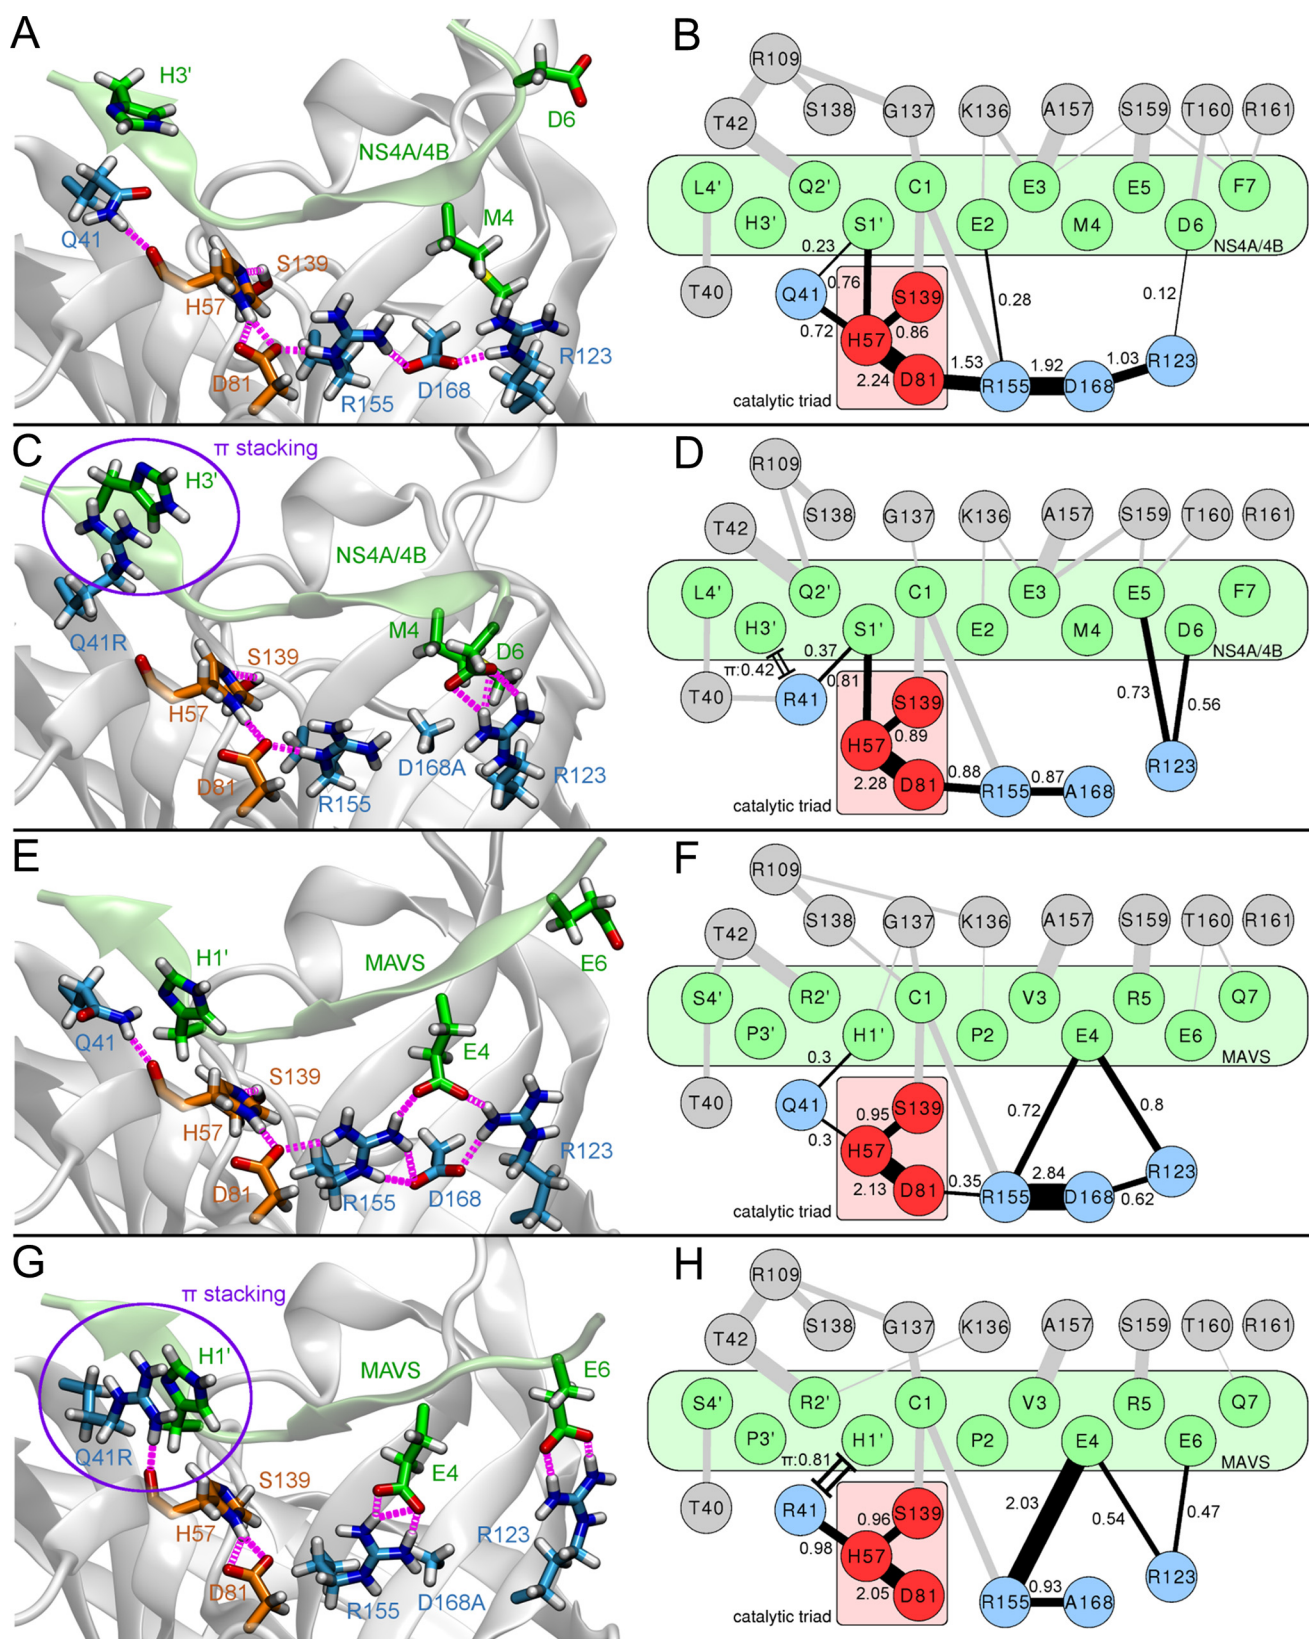 A
H3'
D6
NS4A/4B
M4
Q41
S139
H57
D81
R155
D168
R123
B
R109
T42
S138
G137
K136
A157
S159
T160
R161
L4'
Q2'
C1
E3
E5
F7
H3'
S1'
E2
M4
D6
NS4A/4B
0.23
T40
Q41
0.76
S139
0.28
0.12
0.72
H57
0.86
R123
1.53
1.92
1.03
2.24
D81
R155
D168
catalytic triad
C
π stacking
H3'
NS4A/4B
M4
D6
Q41R
S139
H57
D168A
R123
D81
R155
D
R109
T42
S138
G137
K136
A157
S159
T160
R161
L4'
Q2'
C1
E3
E5
F7
H3'
S1'
E2
M4
D6
NS4A/4B
π:0.42
0.37
T40
R41
0.81
S139
0.73
0.56
H57
0.89
R123
2.28
D81
0.88
R155
0.87
A168
catalytic triad
E
H1'
MAVS
E6
Q41
E4
S139
H57
R123
D81
R155
D168
F
R109
T42
S138
G137
K136
A157
S159
T160
R161
S4'
R2'
C1
V3
R5
Q7
P3'
H1'
P2
E4
E6
MAVS
0.3
T40
Q41
0.95
S139
0.72
0.8
0.3
H57
2.13
D81
0.35
R155
2.84
D168
0.62
R123
catalytic triad
G
π stacking
H1'
MAVS
E6
Q41R
E4
S139
H57
R123
D81
R155
D168A
H
R109
T42
S138
G137
K136
A157
S159
T160
R161
S4'
R2'
C1
V3
R5
Q7
P3'
H1'
P2
E4
E6
MAVS
π:0.81
T40
R41
0.96
S139
2.03
0.54
0.47
0.98
H57
2.05
D81
R155
0.93
A168
R123
catalytic triad